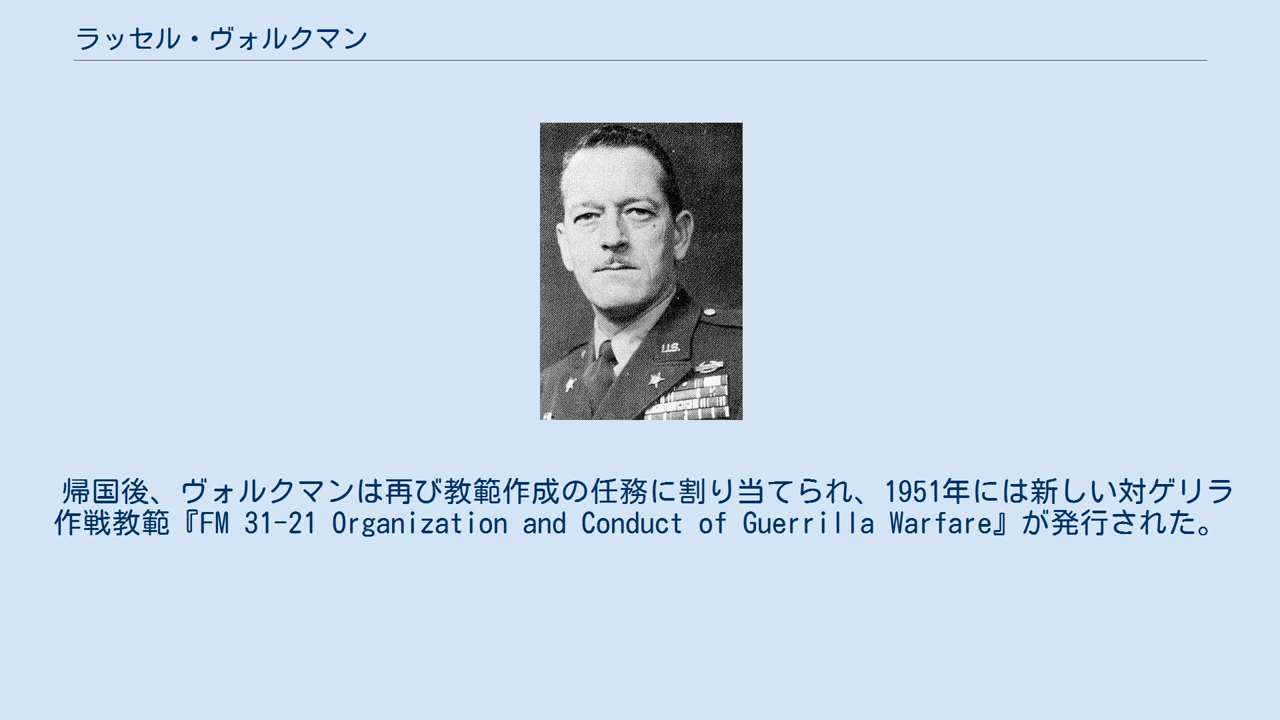 ラッセル・ヴォルクマン
U.S.
帰国後、ヴォルクマンは再び教範作成の任務に割り当てられ、1951年には新しい対ゲリラ
作戦教範『FM 31-21 Organization and Conduct of Guerrilla Warfare』が発行された。